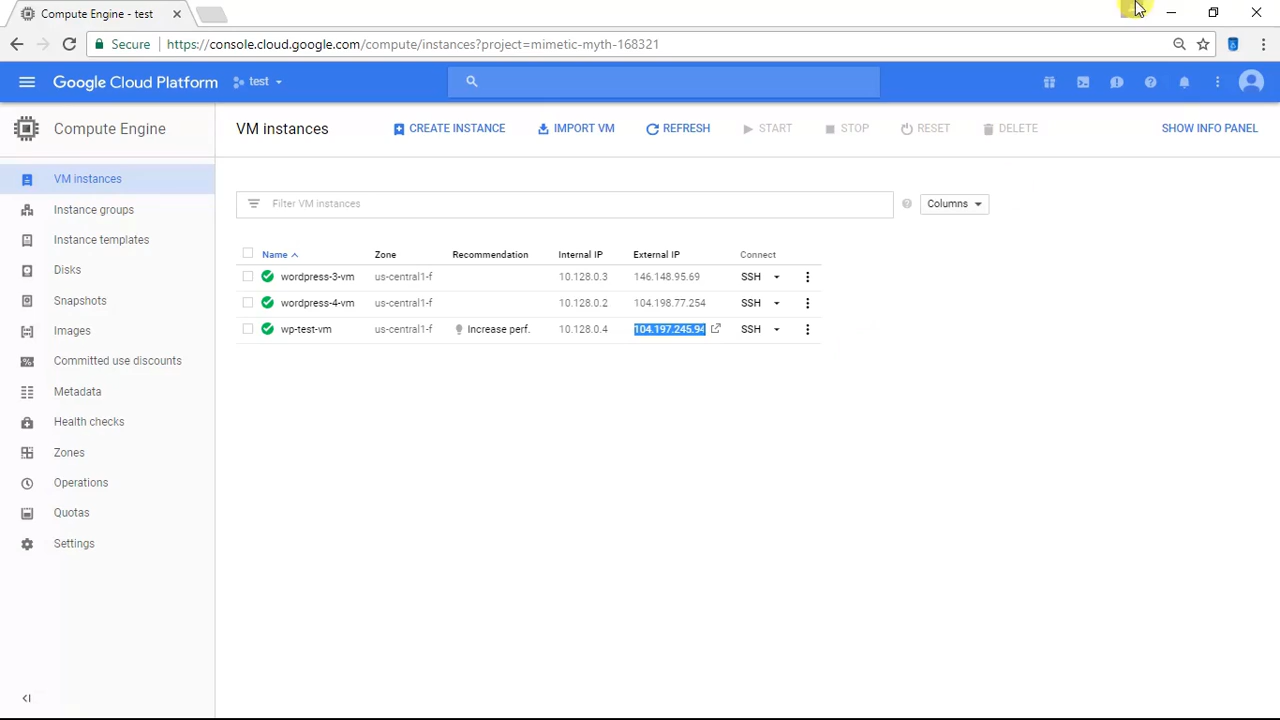 Compute Engine - test
Secure https://console.cloud.google.com/compute/instances?project=mimetic-myth-168321
Google Cloud Platform test
Compute Engine VM instances CREATE INSTANCE IMPORT VM REFRESH START STOP RESET DELETE SHOW INFO PANEL
VM instances
Instance groups
Instance templates
Disks
Snapshots
Images
Committed use discounts
Metadata
Health checks
Zones
Operations
Quotas
Settings
Filter VM instances Columns
Name Zone Recommendation Internal IP External IP Connect
wordpress-3-vm us-central1-f 10.128.0.3 146.148.95.69 SSH
wordpress-4-vm us-central1-f 10.128.0.2 104.198.77.254 SSH
wp-test-vm us-central1-f Increase perf. 10.128.0.4 104.197.245.94 SSH